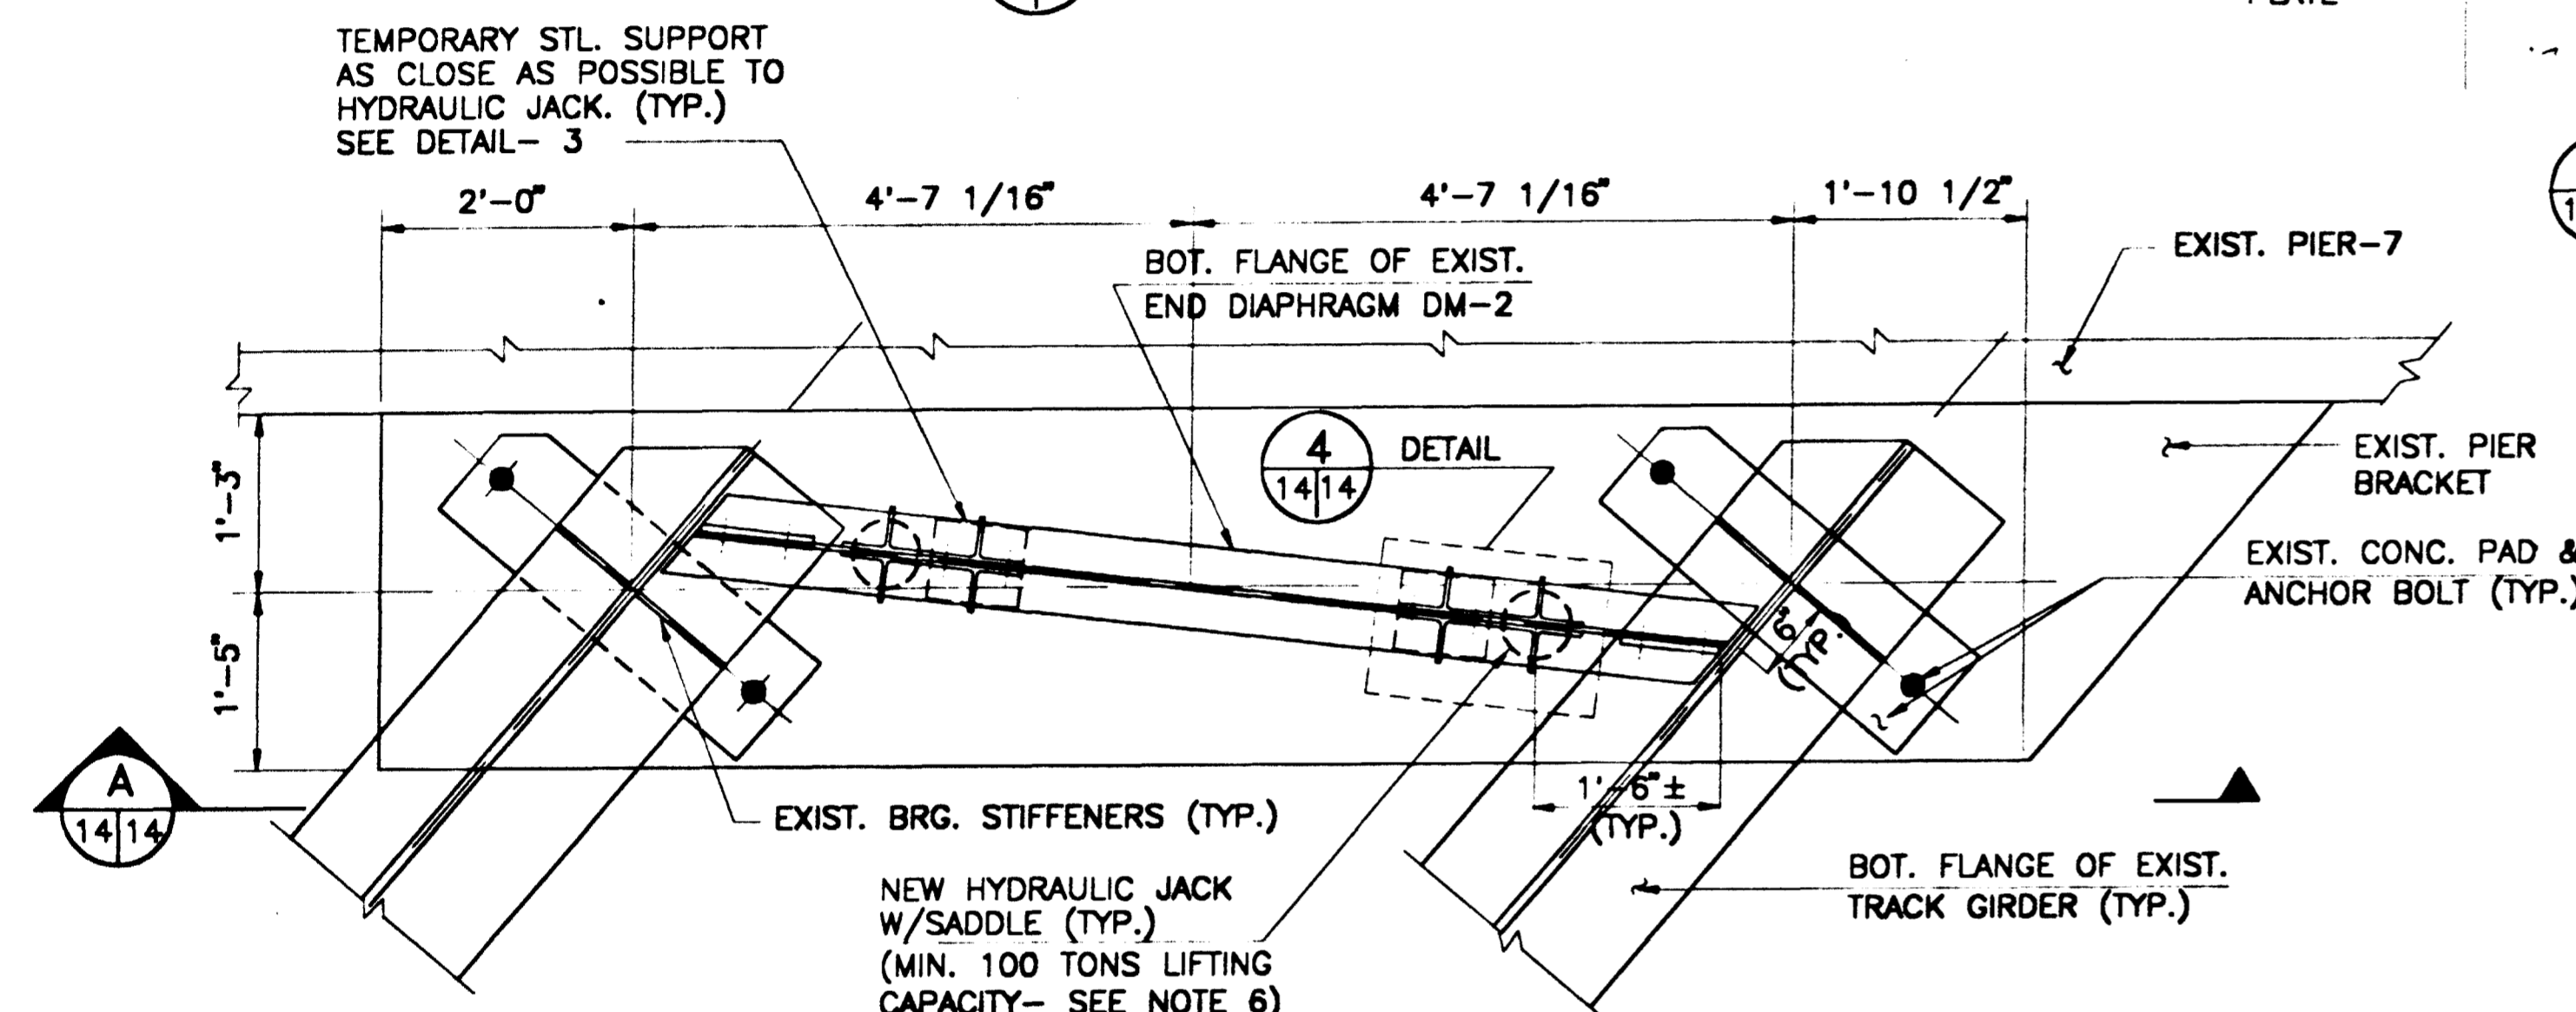 TEMPORARY STL. SUPPORT
AS CLOSE AS POSSIBLE TO
HYDRAULIC JACK. (TYP.)
SEE DETAIL- 3
2'-0"
4'-7 1/16"
4'-7 1/16"
1'-10 1/2"
BOT. FLANGE OF EXIST.
END DIAPHRAGM DM-2
EXIST. PIER-7
4
14 14
DETAIL
EXIST. PIER
BRACKET
EXIST. CONC. PAD &
ANCHOR BOLT (TYP.)
1'-3"
1'-5"
(TYP.
A
14 14
EXIST. BRG. STIFFENERS (TYP.)
1'-6"±
(TYP.)
NEW HYDRAULIC JACK
W/SADDLE (TYP.)
(MIN. 100 TONS LIFTING
CAPACITY- SEE NOTE 6)
BOT. FLANGE OF EXIST.
TRACK GIRDER (TYP.)